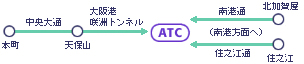 中央大通
大阪港
咲洲トンネル
本町
天保山
ATC
南港通
北加賀屋
(南港方面へ)
住之江通
住之江